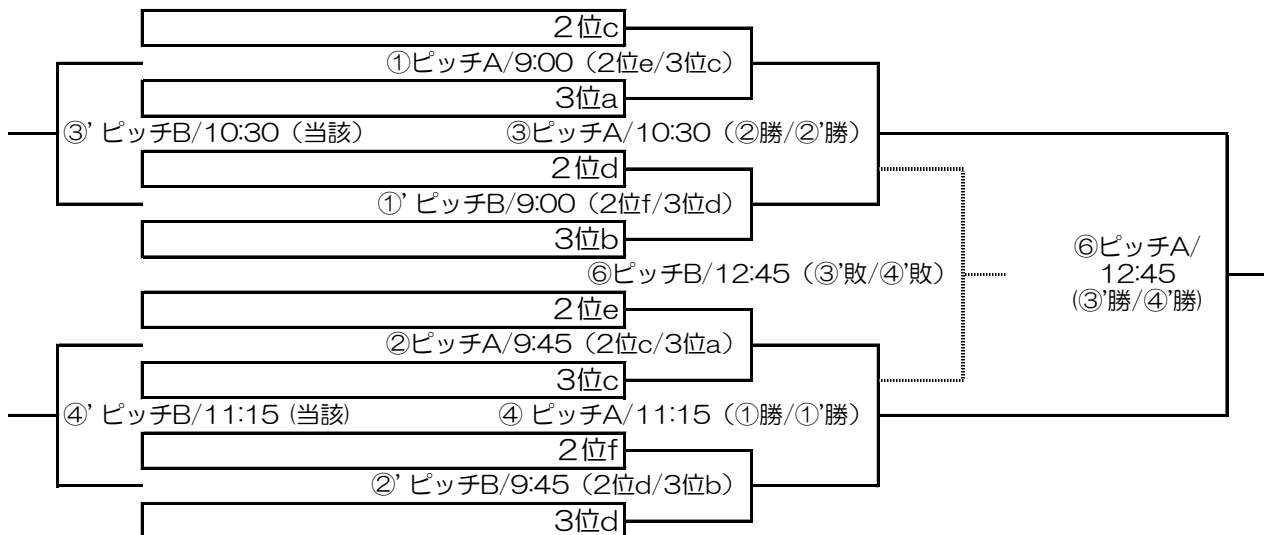 ２位c
①ピッチA/9:00（2位e/3位c）
3位a
③’ ピッチB/10:30（当該）
③ピッチA/10:30（②勝/②’勝）
２位d
①’ ピッチB/9:00（2位f/3位d）
3位b
⑥ピッチB/12:45（③’敗/④’敗）
⑥ピッチA/
12:45
(③’勝/④’勝)
２位e
②ピッチA/9:45（2位c/3位a）
3位c
④’ ピッチB/11:15 (当該)
④ ピッチA/11:15（①勝/①’勝）
２位f
②’ ピッチB/9:45（2位d/3位b）
3位d